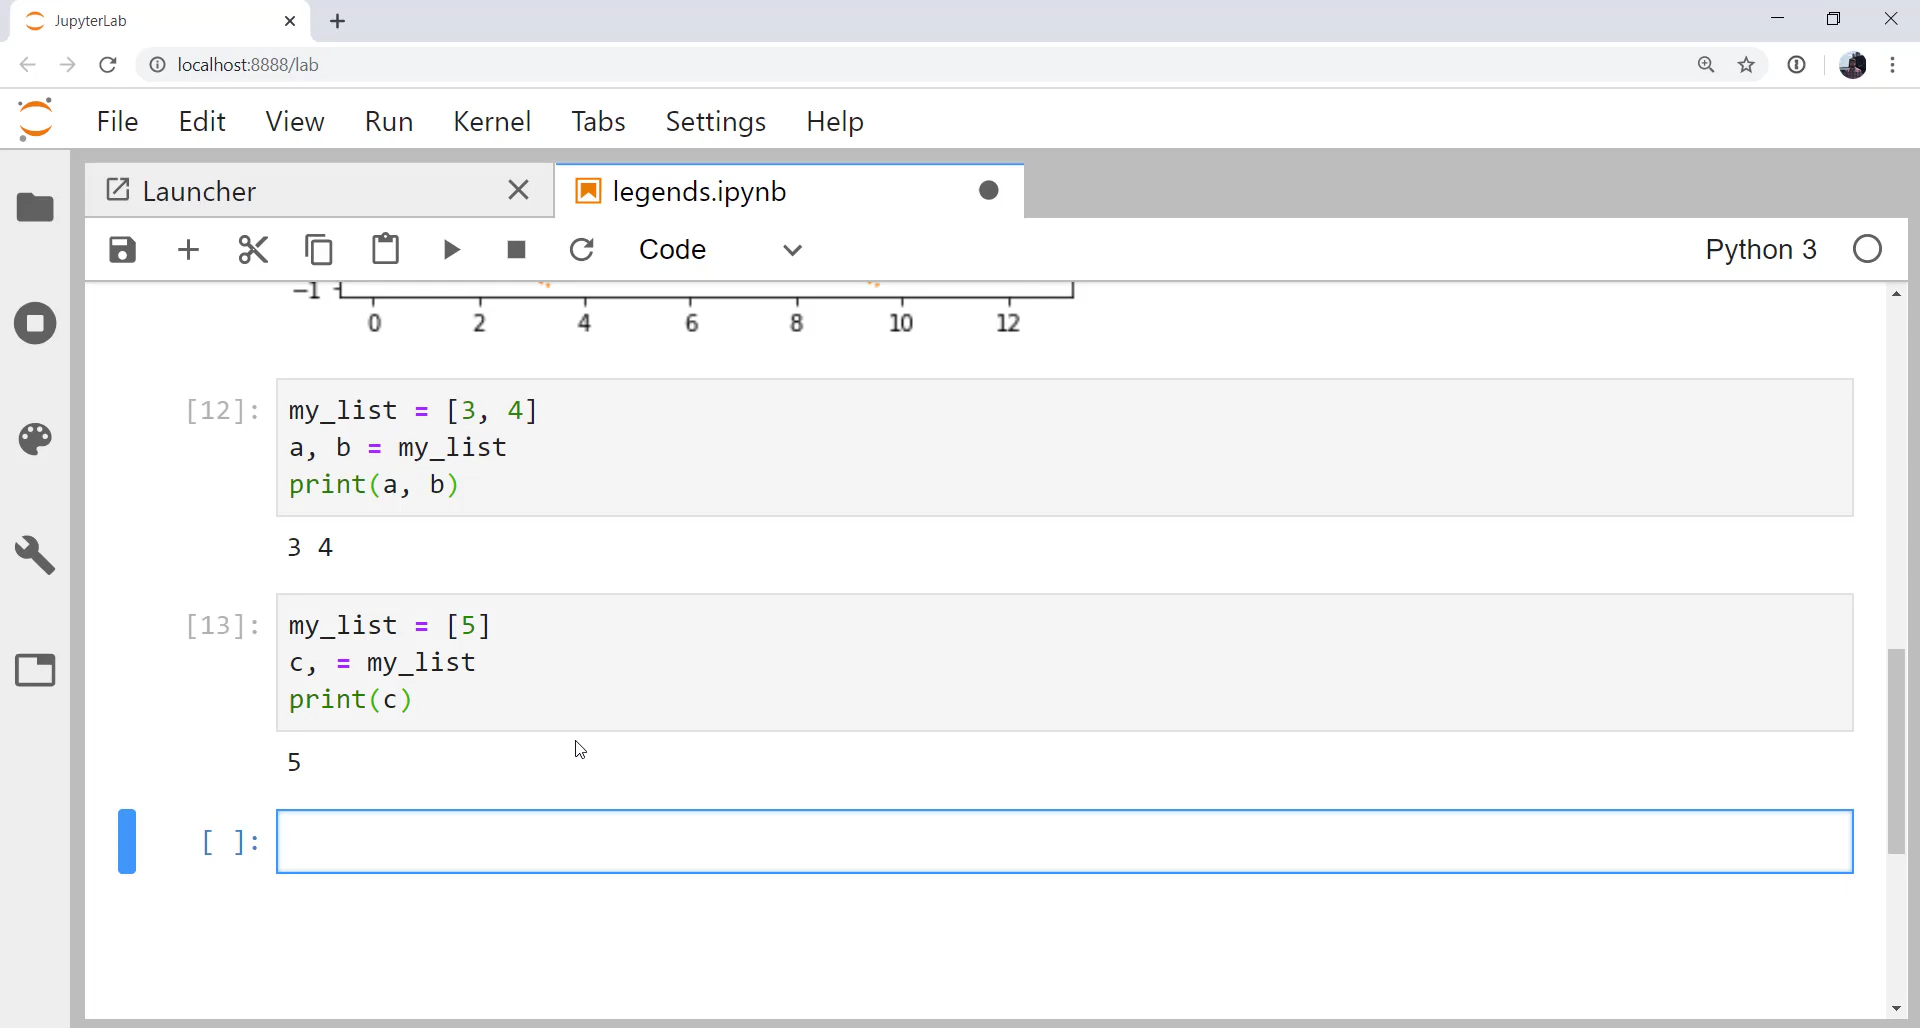 JupyterLab
localhost:8888/lab
File Edit View Run Kernel Tabs Settings Help
Launcher legends.ipynb
Code Python 3
−1
0 2 4 6 8 10 12
[12]: my_list = [3, 4]
a, b = my_list
print(a, b)
3 4
[13]: my_list = [5]
c, = my_list
print(c)
5
[ ]: